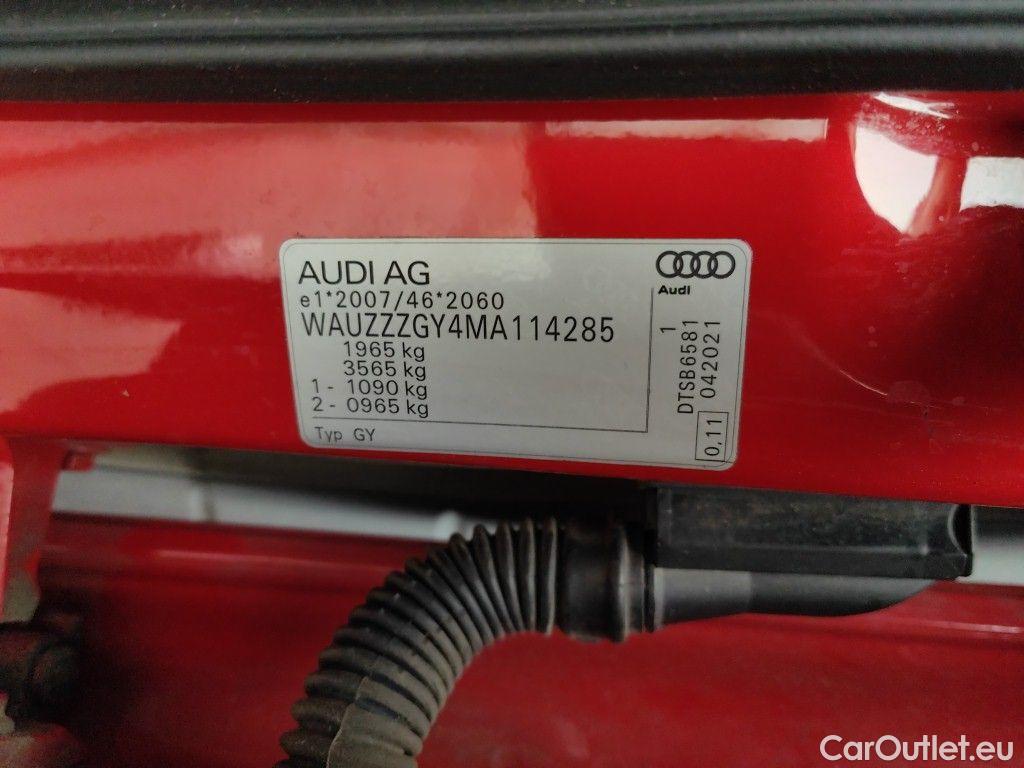 AUDI AG
e1*2007/46*2060
WAUZZZGY4MA114285
1965 kg
3565 kg
1 - 1090 kg
2 - 0965 kg
Typ GY
Audi
1
DTSB6581
042021
0,11
CarOutlet.eu